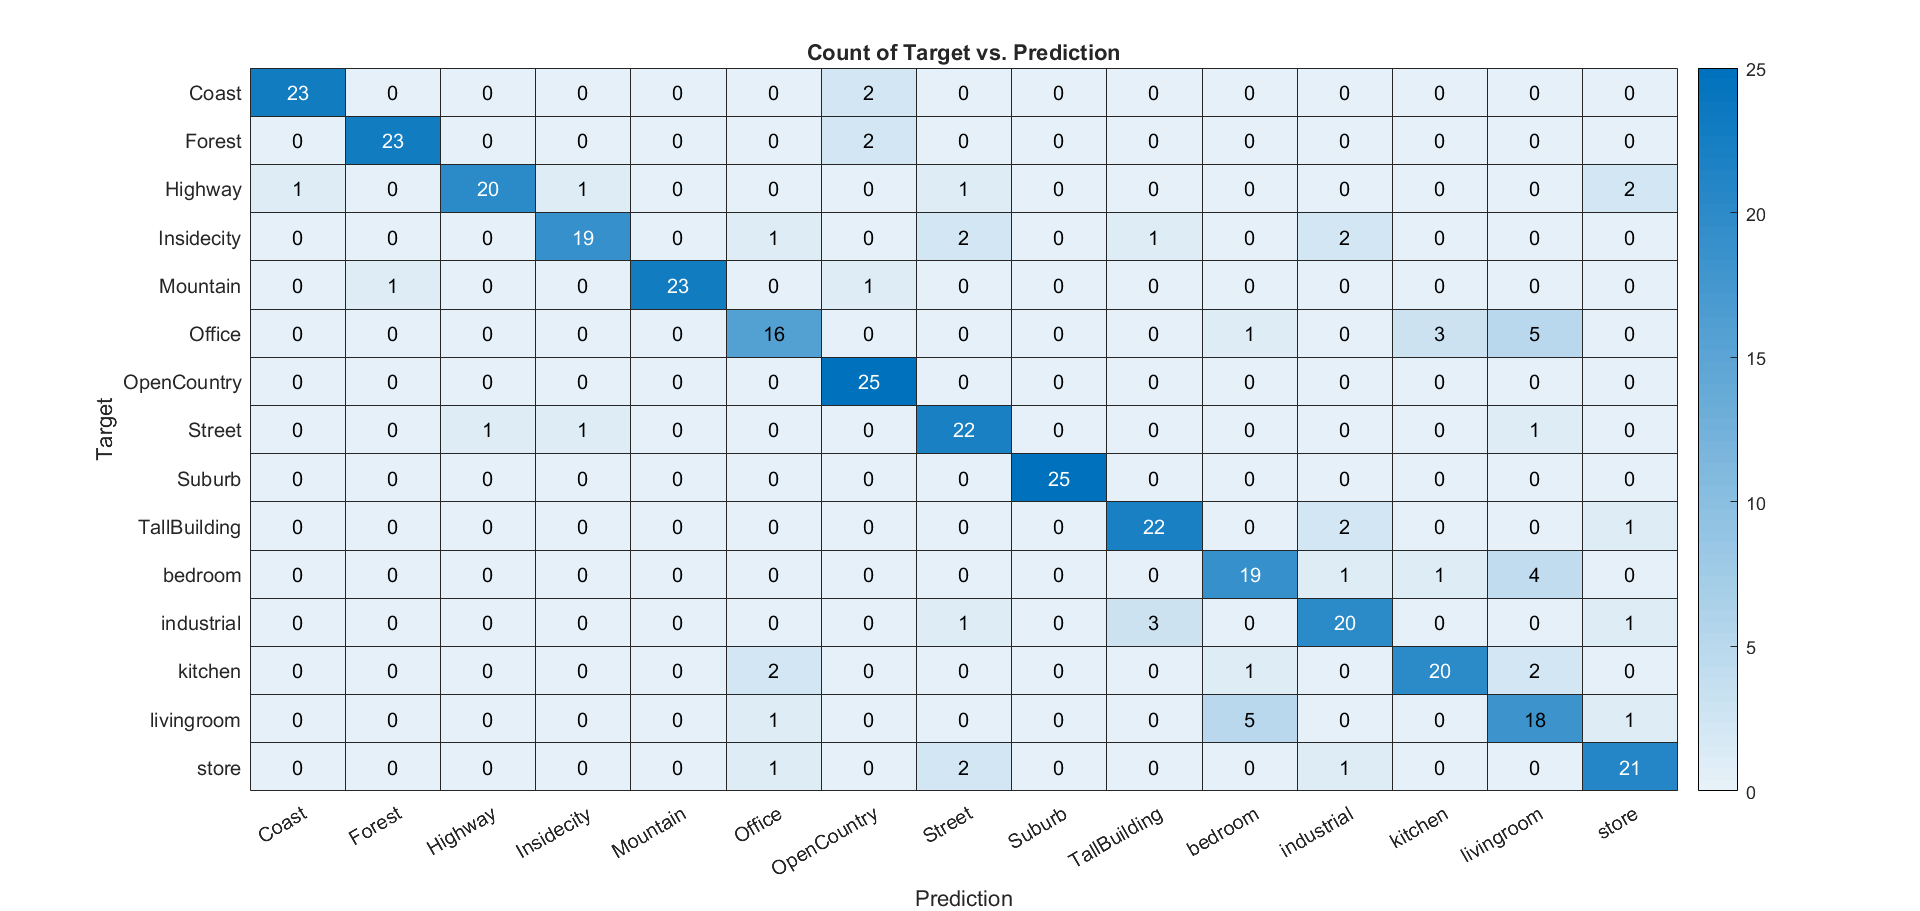 Count of Target vs. Prediction
Coast 23 0 0 0 0 0 2 0 0 0 0 0 0 0 0
Forest 0 23 0 0 0 0 2 0 0 0 0 0 0 0 0
Highway 1 0 20 1 0 0 0 1 0 0 0 0 0 0 2
Insidecity 0 0 0 19 0 1 0 2 0 1 0 2 0 0 0
Mountain 0 1 0 0 23 0 1 0 0 0 0 0 0 0 0
Office 0 0 0 0 0 16 0 0 0 0 1 0 3 5 0
OpenCountry 0 0 0 0 0 0 25 0 0 0 0 0 0 0 0
Street 0 0 1 1 0 0 0 22 0 0 0 0 0 1 0
Suburb 0 0 0 0 0 0 0 0 25 0 0 0 0 0 0
TallBuilding 0 0 0 0 0 0 0 0 0 22 0 2 0 0 1
bedroom 0 0 0 0 0 0 0 0 0 0 19 1 1 4 0
industrial 0 0 0 0 0 0 0 1 0 3 0 20 0 0 1
kitchen 0 0 0 0 0 2 0 0 0 0 1 0 20 2 0
livingroom 0 0 0 0 0 1 0 0 0 0 5 0 0 18 1
store 0 0 0 0 0 1 0 2 0 0 0 1 0 0 21
Coast Forest Highway Insidecity Mountain Office OpenCountry Street Suburb TallBuilding bedroom industrial kitchen livingroom store
Prediction
Target
25
20
15
10
5
0